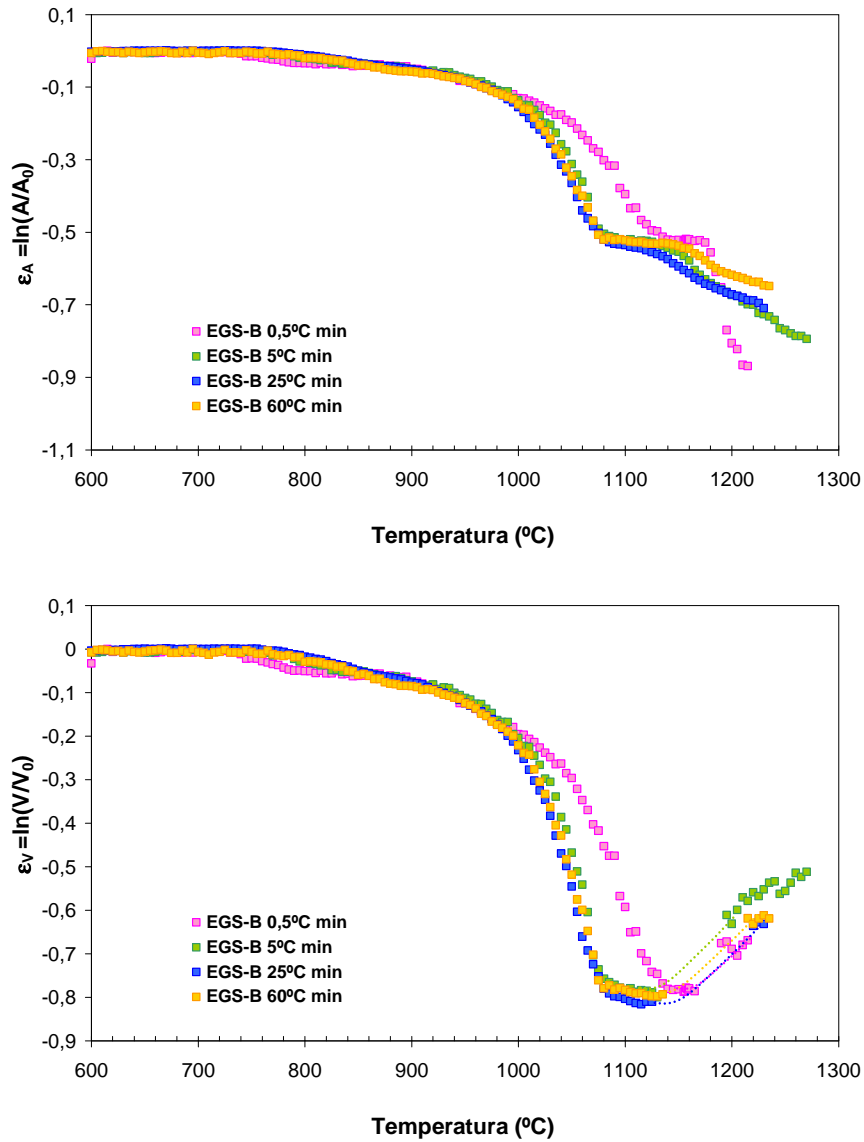 0,1
-0,1
-0,3
-0,5
-0,7
-0,9
-1,1
ε_A =ln(A/A₀)
EGS-B 0,5ºC min
EGS-B 5ºC min
EGS-B 25ºC min
EGS-B 60ºC min
600 700 800 900 1000 1100 1200 1300
Temperatura (ºC)
0,1
0
-0,1
-0,2
-0,3
-0,4
-0,5
-0,6
-0,7
-0,8
-0,9
ε_V =ln(V/V₀)
EGS-B 0,5ºC min
EGS-B 5ºC min
EGS-B 25ºC min
EGS-B 60ºC min
600 700 800 900 1000 1100 1200 1300
Temperatura (ºC)